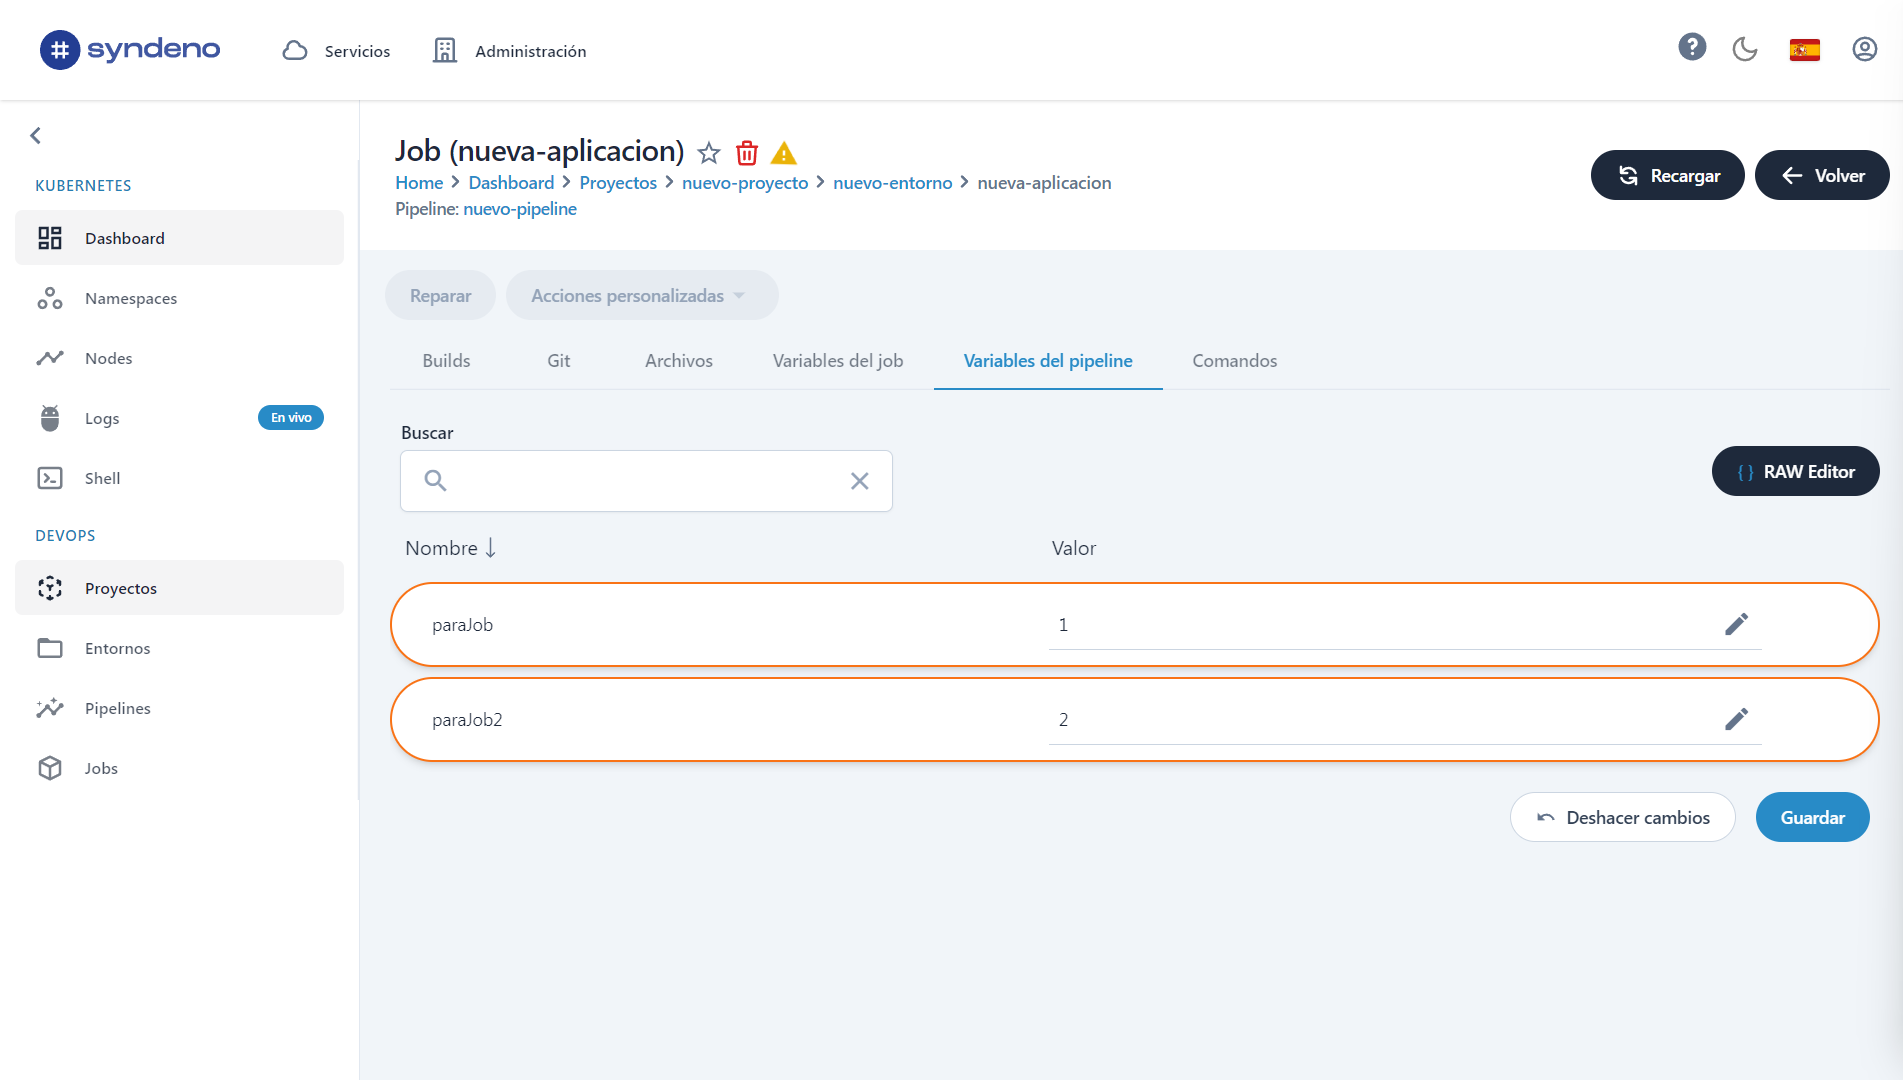 syndeno
Servicios
Administración
?
KUBERNETES
Dashboard
Namespaces
Nodes
Logs
En vivo
Shell
DEVOPS
Proyectos
Entornos
Pipelines
Jobs
Job (nueva-aplicacion)
Home > Dashboard > Proyectos > nuevo-proyecto > nuevo-entorno > nueva-aplicacion
Pipeline: nuevo-pipeline
Recargar
Volver
Reparar
Acciones personalizadas
Builds
Git
Archivos
Variables del job
Variables del pipeline
Comandos
Buscar
{ } RAW Editor
Nombre ↓
Valor
paraJob
1
paraJob2
2
Deshacer cambios
Guardar